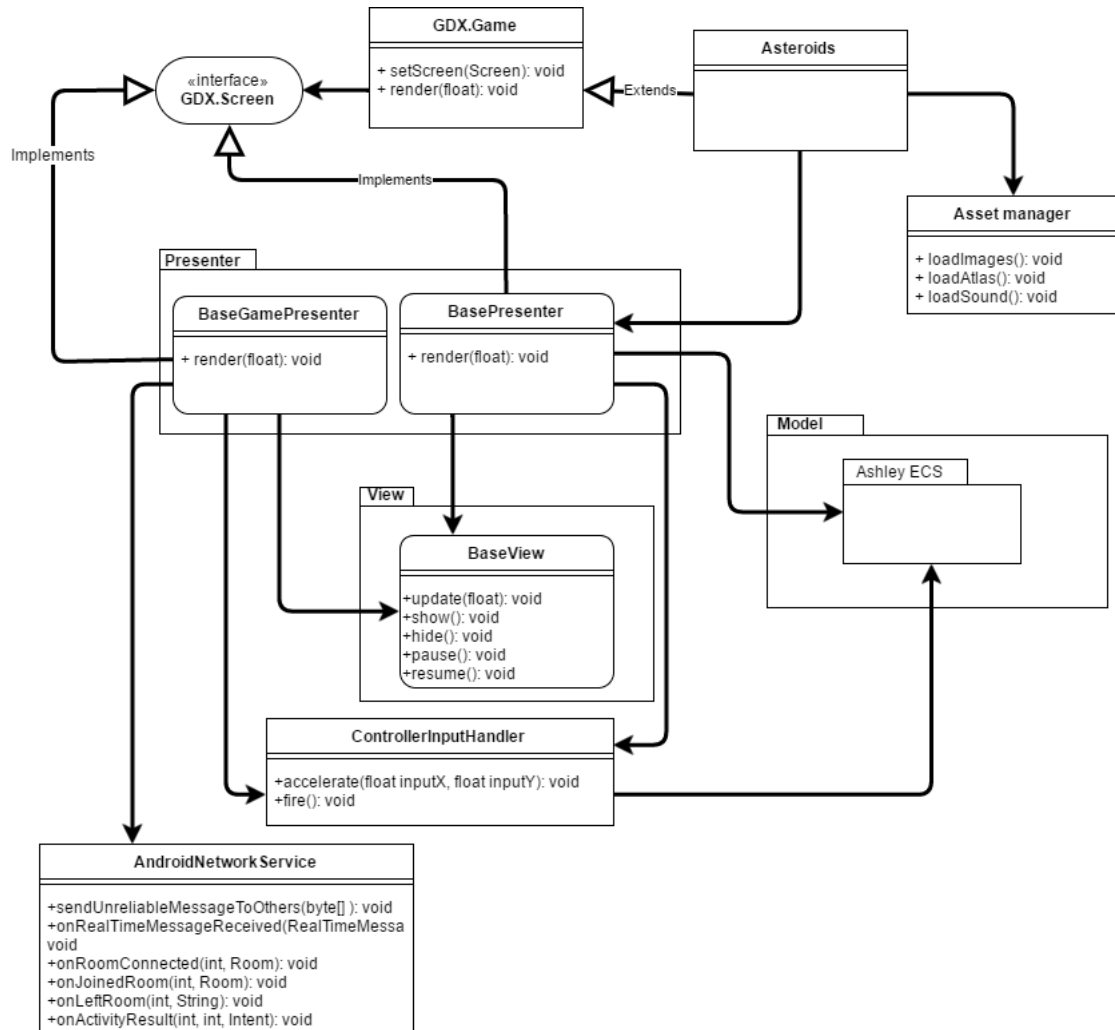 GDX.Game
+ setScreen(Screen): void
+ render(float): void
Asteroids
«interface»
GDX.Screen
Extends
Implements
Implements
Asset manager
+ loadImages(): void
+ loadAtlas(): void
+ loadSound(): void
Presenter
BaseGamePresenter
+ render(float): void
BasePresenter
+ render(float): void
Model
Ashley ECS
View
BaseView
+update(float): void
+show(): void
+hide(): void
+pause(): void
+resume(): void
ControllerInputHandler
+accelerate(float inputX, float inputY): void
+fire(): void
AndroidNetworkService
+sendUnreliableMessageToOthers(byte[] ): void
+onRealTimeMessageReceived(RealTimeMessa
void
+onRoomConnected(int, Room): void
+onJoinedRoom(int, Room): void
+onLeftRoom(int, String): void
+onActivityResult(int, int, Intent): void